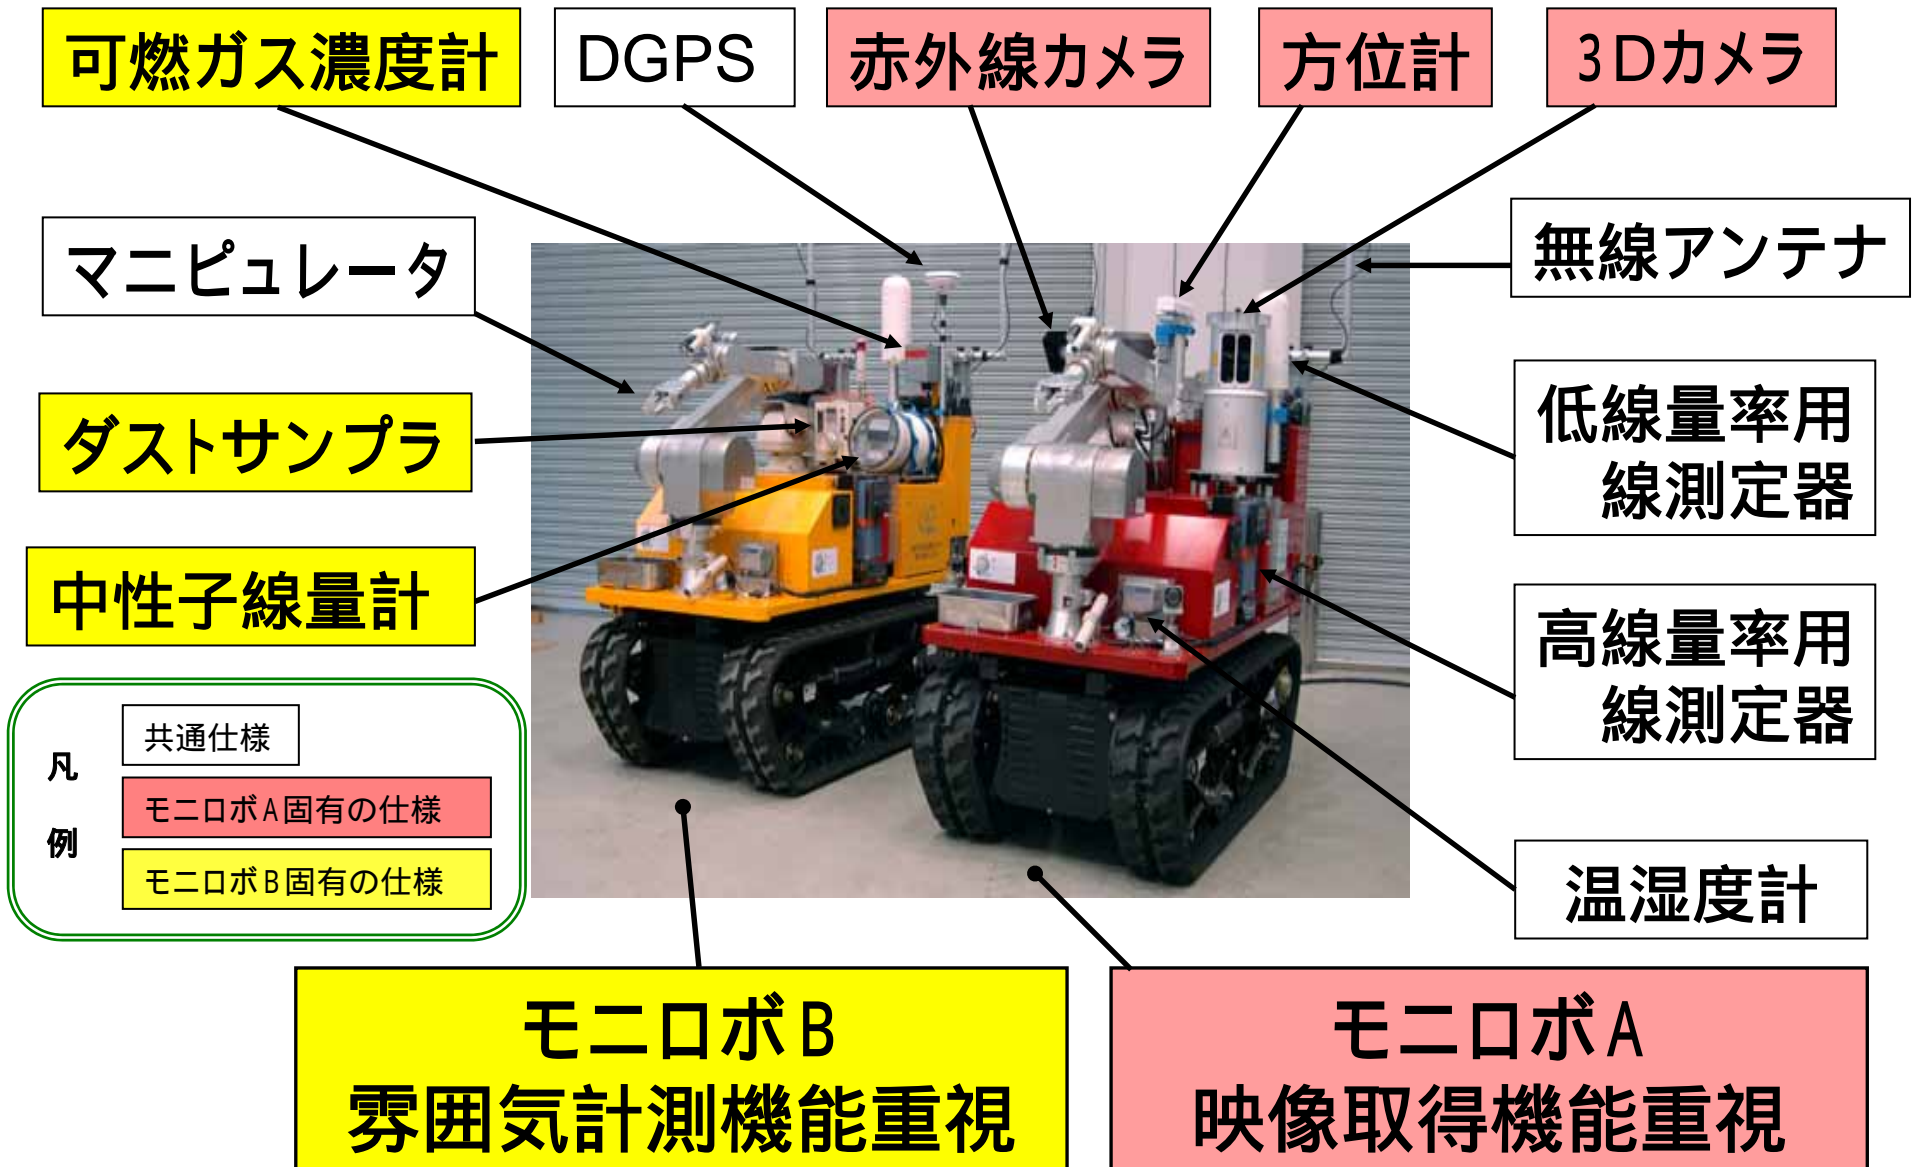 可燃ガス濃度計
DGPS
赤外線カメラ
方位計
3Dカメラ
マニピュレータ
無線アンテナ
ダストサンプラ
低線量率用
線測定器
中性子線量計
高線量率用
線測定器
凡例
共通仕様
モニロボA固有の仕様
モニロボB固有の仕様
温湿度計
モニロボB
雰囲気計測機能重視
モニロボA
映像取得機能重視